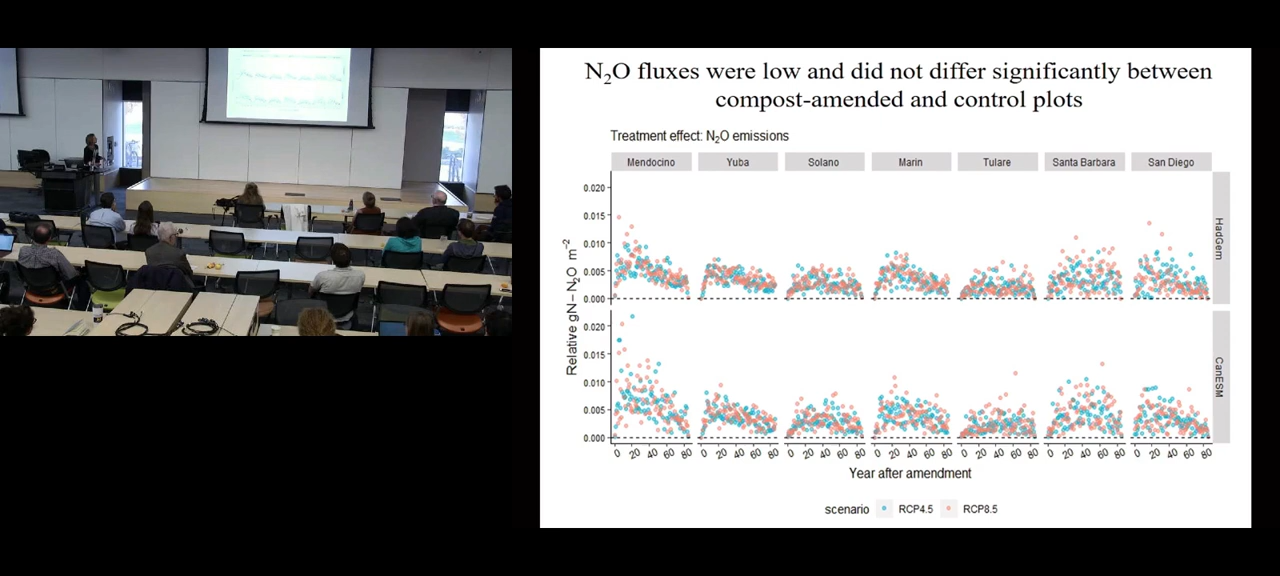 N₂O fluxes were low and did not differ significantly between
compost-amended and control plots
Treatment effect: N₂O emissions
Mendocino Yuba Solano Marin Tulare Santa Barbara San Diego
0.020
0.015
0.010
0.005
0.000
HadGem
0.020
0.015
0.010
0.005
0.000
CanESM
Relative gN – N₂O m⁻²
0 20 40 60 80 0 20 40 60 80 0 20 40 60 80 0 20 40 60 80 0 20 40 60 80 0 20 40 60 80 0 20 40 60 80
Year after amendment
scenario RCP4.5 RCP8.5